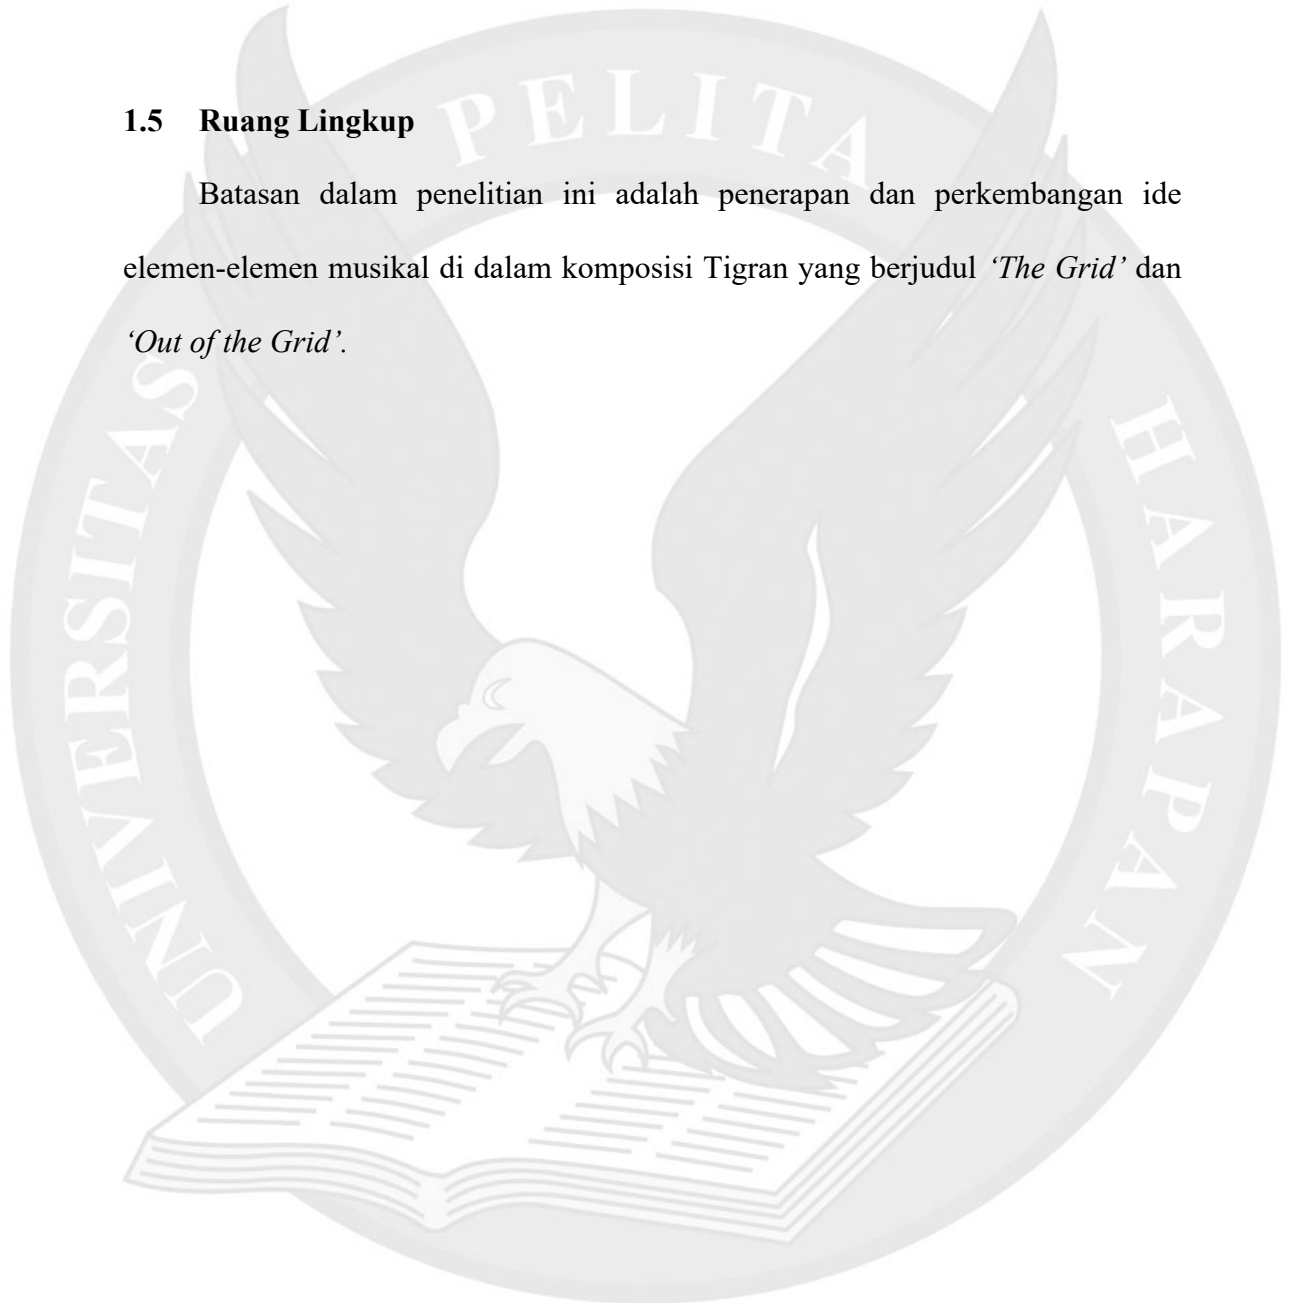 UNIVERSITAS PELITA HARAPAN
1.5 Ruang Lingkup
Batasan dalam penelitian ini adalah penerapan dan perkembangan ide
elemen-elemen musikal di dalam komposisi Tigran yang berjudul ‘The Grid’ dan
‘Out of the Grid’.